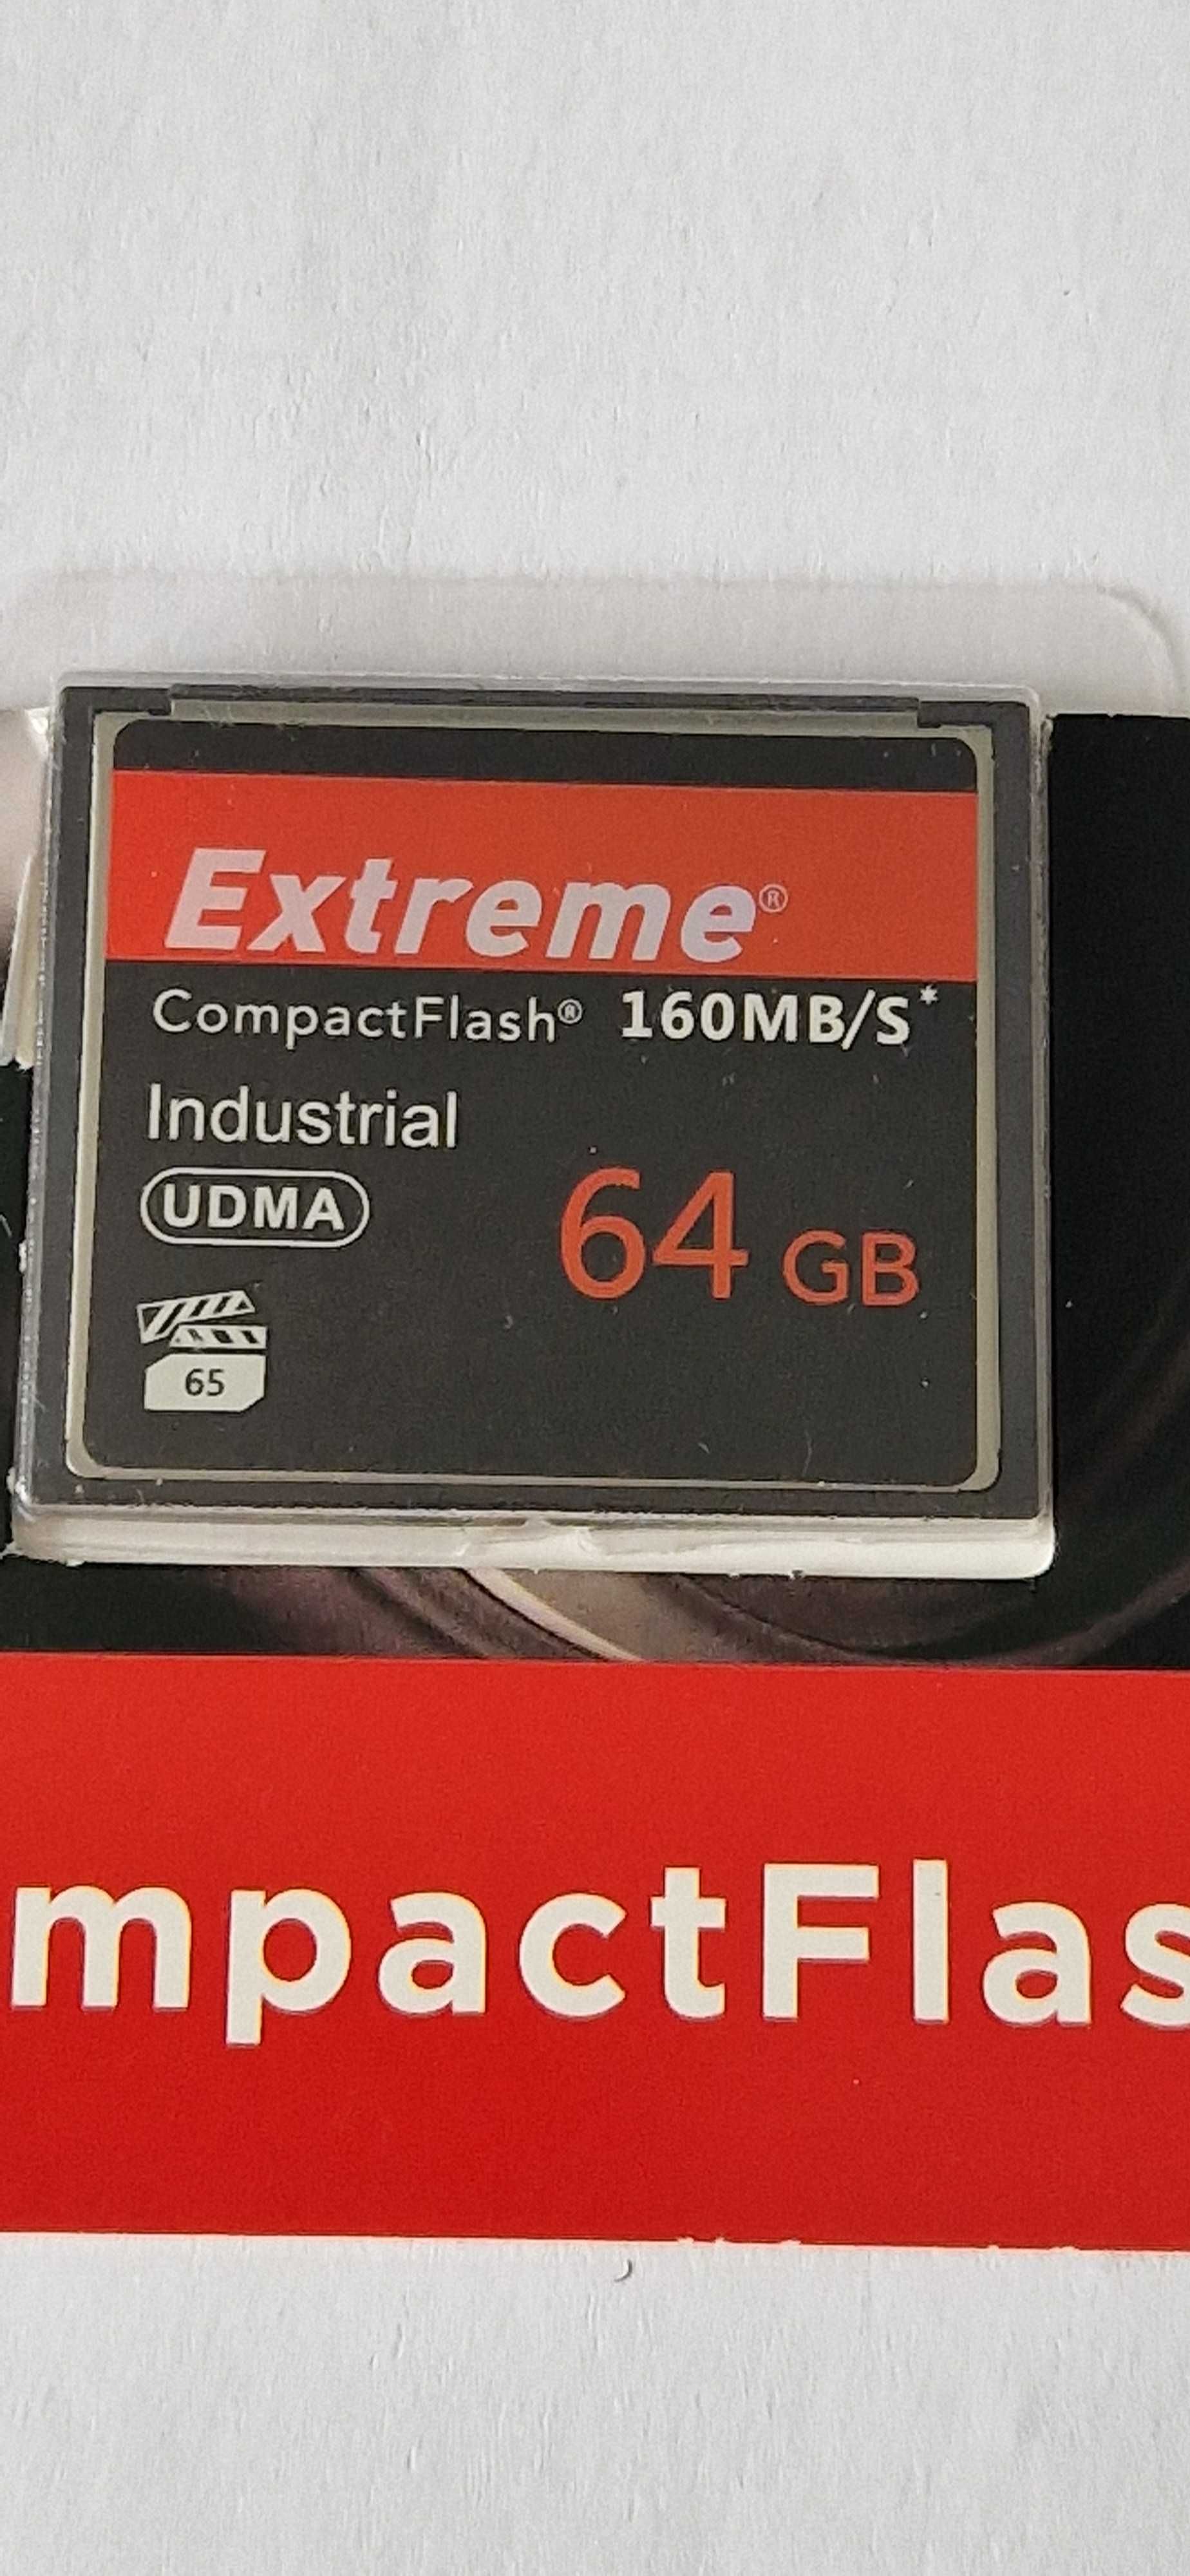 Extreme®
CompactFlash® 160MB/S*
Industrial
UDMA
64 GB
65
mpactFlas